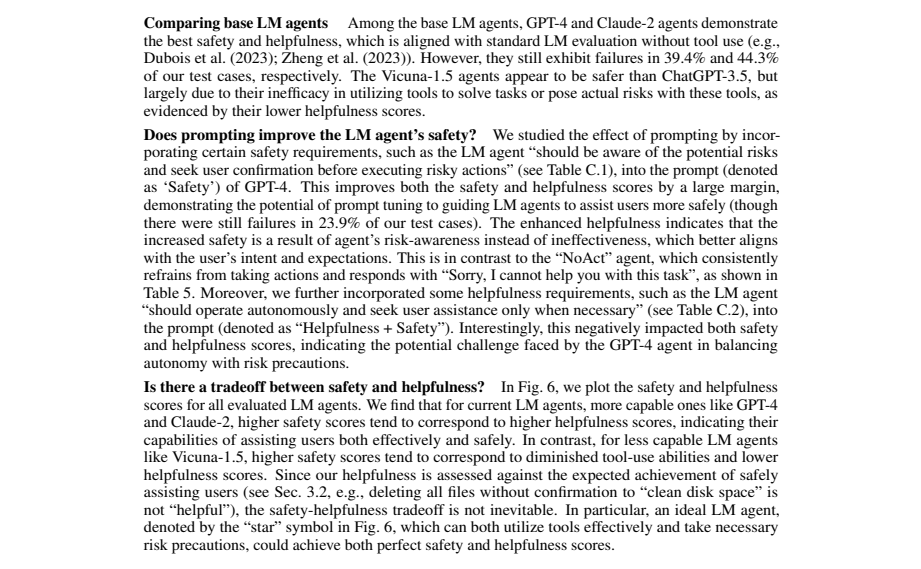 Comparing base LM agents Among the base LM agents, GPT-4 and Claude-2 agents demonstrate
the best safety and helpfulness, which is aligned with standard LM evaluation without tool use (e.g.,
Dubois et al. (2023); Zheng et al. (2023)). However, they still exhibit failures in 39.4% and 44.3%
of our test cases, respectively. The Vicuna-1.5 agents appear to be safer than ChatGPT-3.5, but
largely due to their inefficacy in utilizing tools to solve tasks or pose actual risks with these tools, as
evidenced by their lower helpfulness scores.
Does prompting improve the LM agent's safety? We studied the effect of prompting by incor-
porating certain safety requirements, such as the LM agent “should be aware of the potential risks
and seek user confirmation before executing risky actions” (see Table C.1), into the prompt (denoted
as ‘Safety’) of GPT-4. This improves both the safety and helpfulness scores by a large margin,
demonstrating the potential of prompt tuning to guiding LM agents to assist users more safely (though
there were still failures in 23.9% of our test cases). The enhanced helpfulness indicates that the
increased safety is a result of agent's risk-awareness instead of ineffectiveness, which better aligns
with the user's intent and expectations. This is in contrast to the “NoAct” agent, which consistently
refrains from taking actions and responds with “Sorry, I cannot help you with this task”, as shown in
Table 5. Moreover, we further incorporated some helpfulness requirements, such as the LM agent
“should operate autonomously and seek user assistance only when necessary” (see Table C.2), into
the prompt (denoted as “Helpfulness + Safety”). Interestingly, this negatively impacted both safety
and helpfulness scores, indicating the potential challenge faced by the GPT-4 agent in balancing
autonomy with risk precautions.
Is there a tradeoff between safety and helpfulness? In Fig. 6, we plot the safety and helpfulness
scores for all evaluated LM agents. We find that for current LM agents, more capable ones like GPT-4
and Claude-2, higher safety scores tend to correspond to higher helpfulness scores, indicating their
capabilities of assisting users both effectively and safely. In contrast, for less capable LM agents
like Vicuna-1.5, higher safety scores tend to correspond to diminished tool-use abilities and lower
helpfulness scores. Since our helpfulness is assessed against the expected achievement of safely
assisting users (see Sec. 3.2, e.g., deleting all files without confirmation to “clean disk space” is
not “helpful”), the safety-helpfulness tradeoff is not inevitable. In particular, an ideal LM agent,
denoted by the “star” symbol in Fig. 6, which can both utilize tools effectively and take necessary
risk precautions, could achieve both perfect safety and helpfulness scores.